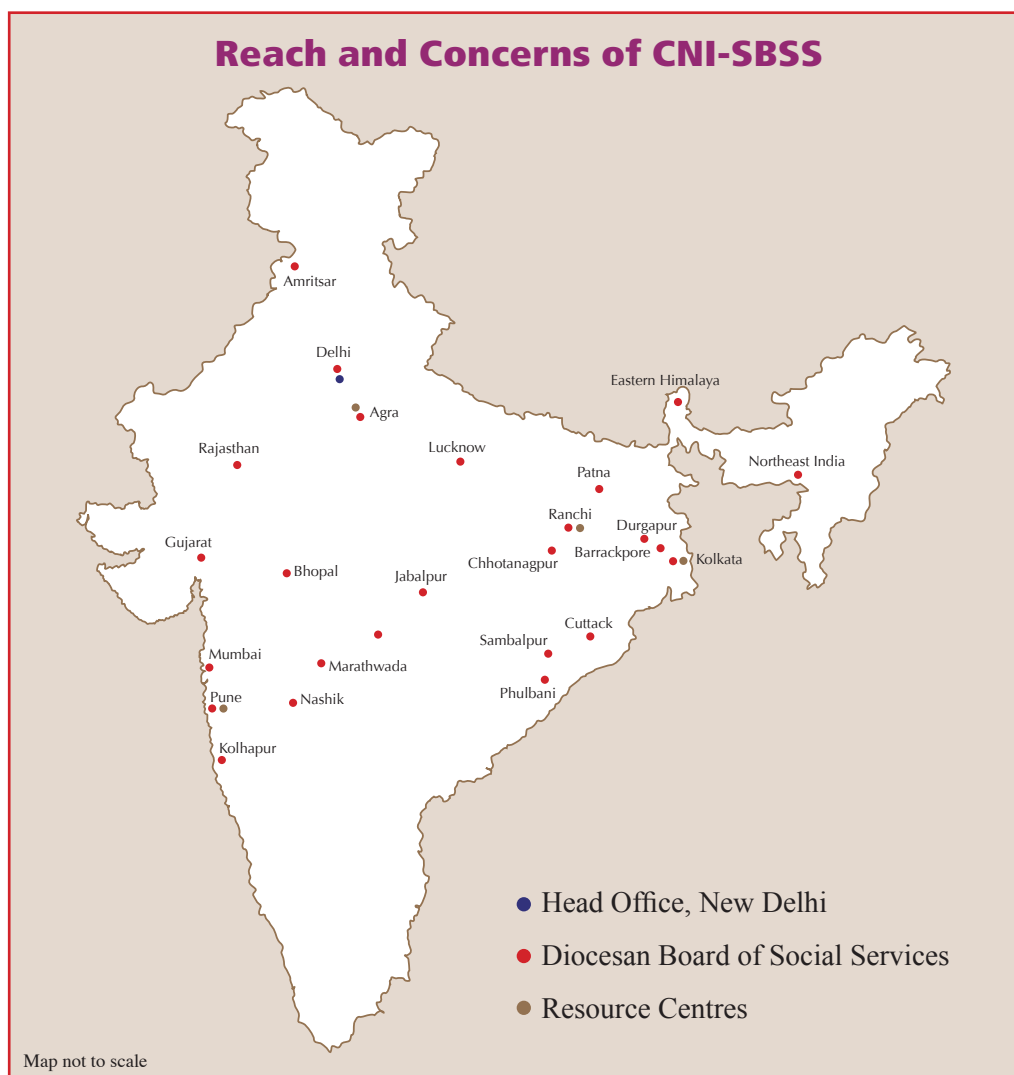 Reach and Concerns of CNI-SBSS
Amritsar
Delhi
Eastern Himalaya
Agra
Rajasthan
Lucknow
Northeast India
Patna
Ranchi
Durgapur
Gujarat
Barrackpore
Chhotanagpur
Kolkata
Bhopal
Jabalpur
Cuttack
Sambalpur
Mumbai
Marathwada
Phulbani
Pune
Nashik
Kolhapur
Head Office, New Delhi
Diocesan Board of Social Services
Resource Centres
Map not to scale